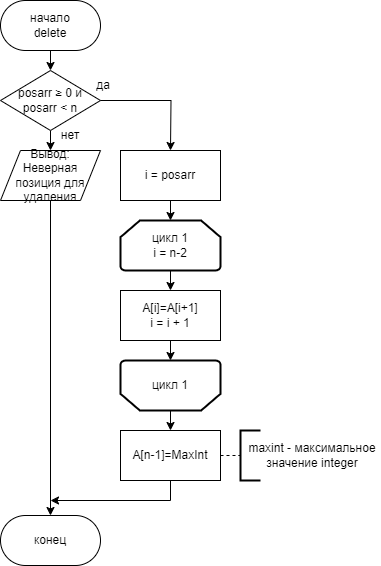 начало
delete
posarr ≥ 0 и
posarr < n
да
нет
Вывод:
Неверная
позиция для
удаления
i = posarr
цикл 1
i = n-2
A[i]=A[i+1]
i = i + 1
цикл 1
A[n-1]=MaxInt
maxint - максимальное
значение integer
конец